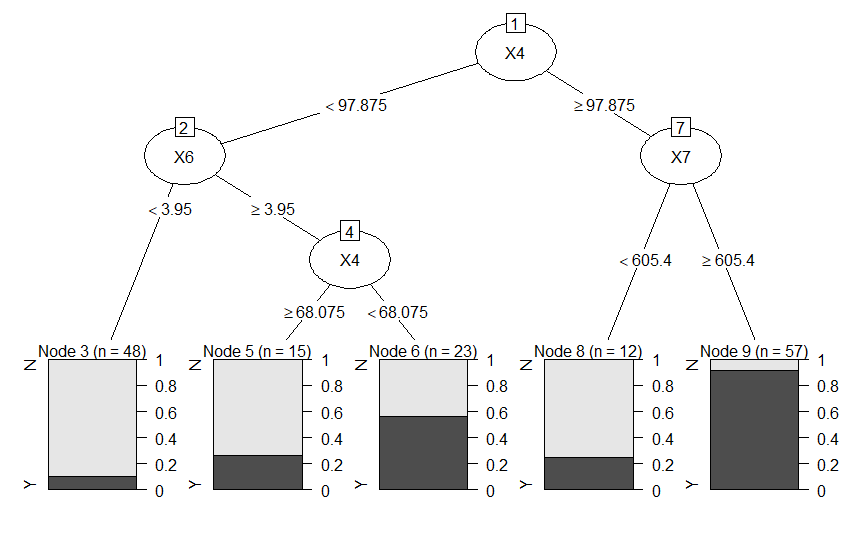 1
X4
< 97.875
≥ 97.875
2
X6
7
X7
< 3.95
≥ 3.95
4
X4
< 605.4
≥ 605.4
≥ 68.075
< 68.075
Node 3 (n = 48)
N
Y
1
0.8
0.6
0.4
0.2
0
Node 5 (n = 15)
N
Y
1
0.8
0.6
0.4
0.2
0
Node 6 (n = 23)
N
Y
1
0.8
0.6
0.4
0.2
0
Node 8 (n = 12)
N
Y
1
0.8
0.6
0.4
0.2
0
Node 9 (n = 57)
N
Y
1
0.8
0.6
0.4
0.2
0